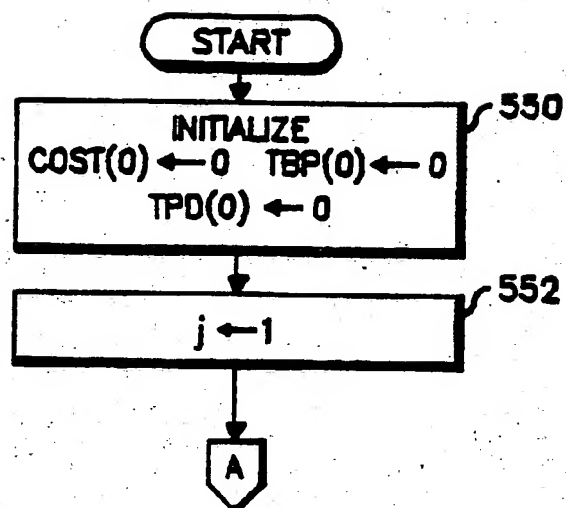 START
550
INITIALIZE
COST(0) ← 0 TBP(0) ← 0
TPD(0) ← 0
552
j ← 1
A